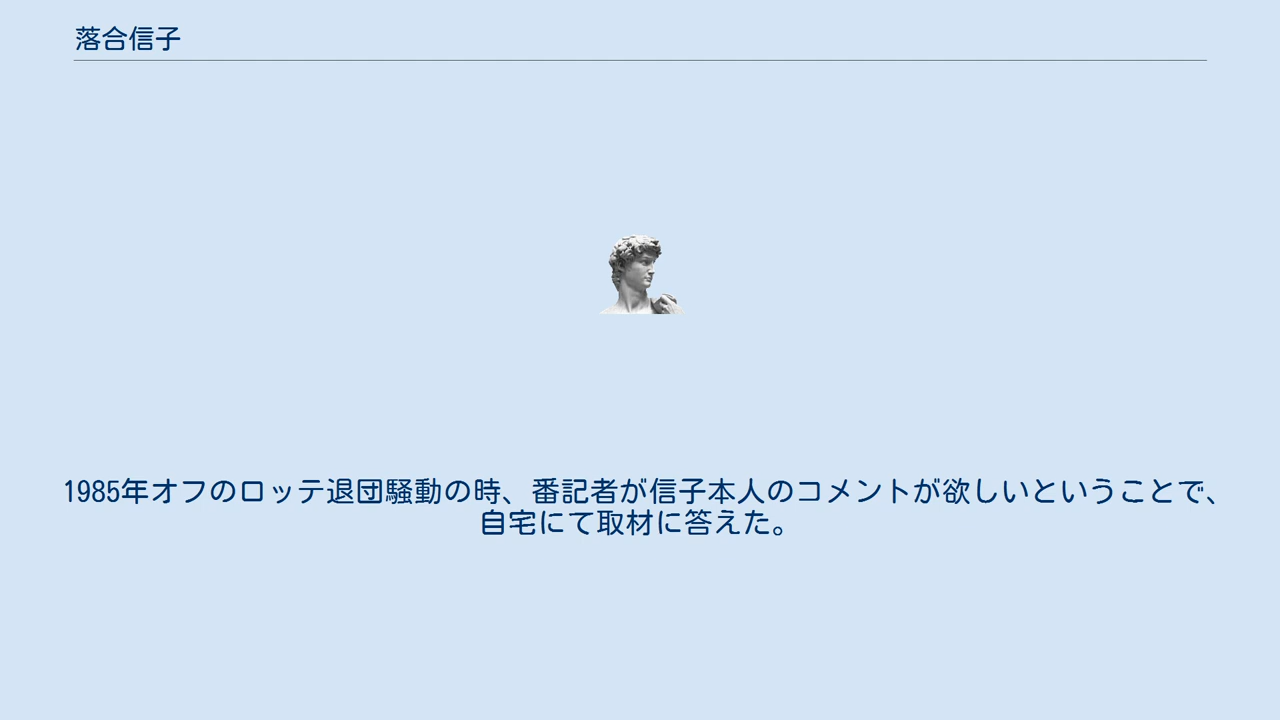 落合信子
1985年オフのロッテ退団騒動の時、番記者が信子本人のコメントが欲しいということで、
自宅にて取材に答えた。